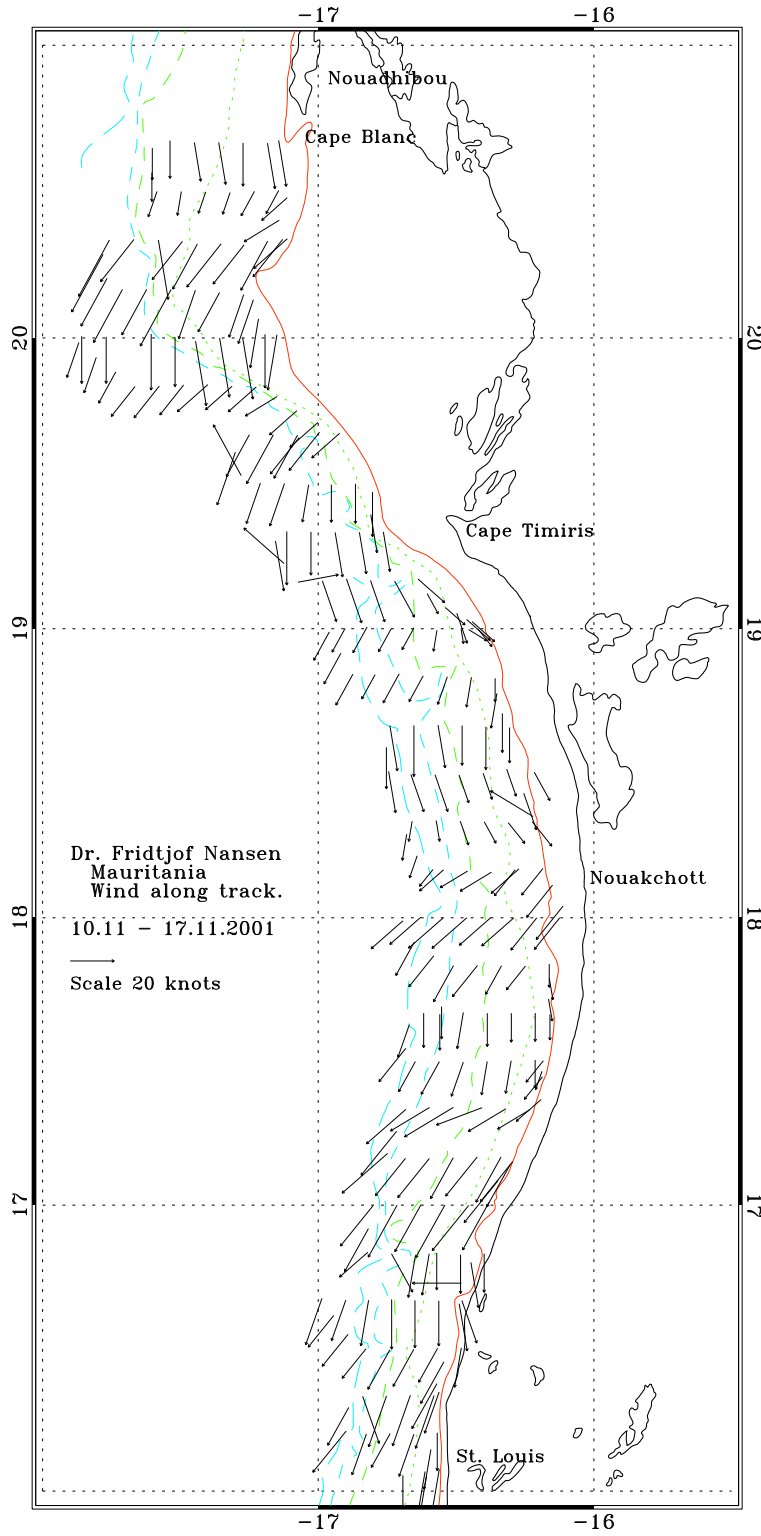 -17 -16
Nouadhibou
Cape Blanc
20 20
Cape Timiris
19 19
Dr. Fridtjof Nansen
Mauritania
Wind along track.
Nouakchott
18 18
10.11 - 17.11.2001
Scale 20 knots
17 17
St. Louis
-17 -16